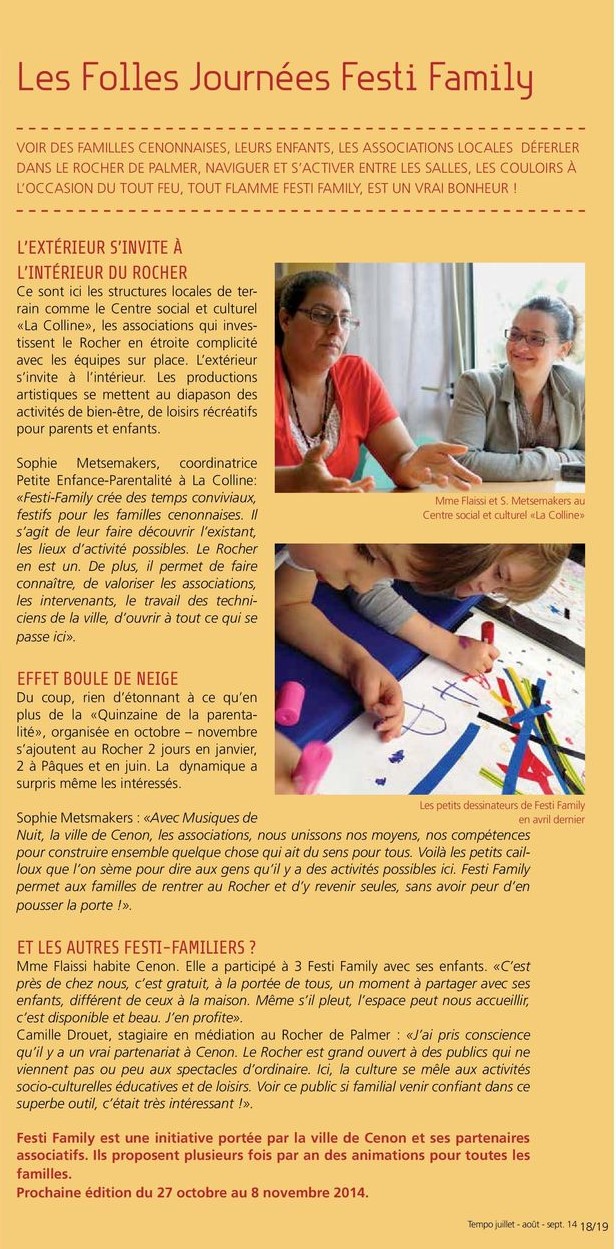 Les Folles Journées Festi Family
VOIR DES FAMILLES CENONNAISES, LEURS ENFANTS, LES ASSOCIATIONS LOCALES DÉFERLER
DANS LE ROCHER DE PALMER, NAVIGUER ET S'ACTIVER ENTRE LES SALLES, LES COULOIRS À
L'OCCASION DU TOUT FEU, TOUT FLAMME FESTI FAMILY, EST UN VRAI BONHEUR !
L'EXTÉRIEUR S'INVITE À
L'INTÉRIEUR DU ROCHER
Ce sont ici les structures locales de ter-
rain comme le Centre social et culturel
«La Colline», les associations qui inves-
tissent le Rocher en étroite complicité
avec les équipes sur place. L'extérieur
s'invite à l'intérieur. Les productions
artistiques se mettent au diapason des
activités de bien-être, de loisirs récréatifs
pour parents et enfants.
Sophie Metsemakers, coordinatrice
Petite Enfance-Parentalité à La Colline:
«Festi-Family crée des temps conviviaux,
festifs pour les familles cenonnaises. Il
s'agit de leur faire découvrir l'existant,
les lieux d'activité possibles. Le Rocher
en est un. De plus, il permet de faire
connaître, de valoriser les associations,
les intervenants, le travail des techni-
ciens de la ville, d'ouvrir à tout ce qui se
passe ici».
Mme Flaissi et S. Metsemakers au
Centre social et culturel «La Colline»
EFFET BOULE DE NEIGE
Du coup, rien d'étonnant à ce qu'en
plus de la «Quinzaine de la parenta-
lité», organisée en octobre – novembre
s'ajoutent au Rocher 2 jours en janvier,
2 à Pâques et en juin. La dynamique a
surpris même les intéressés.
Les petits dessinateurs de Festi Family
en avril dernier
Sophie Metsmakers : «Avec Musiques de
Nuit, la ville de Cenon, les associations, nous unissons nos moyens, nos compétences
pour construire ensemble quelque chose qui ait du sens pour tous. Voilà les petits cail-
loux que l'on sème pour dire aux gens qu'il y a des activités possibles ici. Festi Family
permet aux familles de rentrer au Rocher et d'y revenir seules, sans avoir peur d'en
pousser la porte !».
ET LES AUTRES FESTI-FAMILIERS ?
Mme Flaissi habite Cenon. Elle a participé à 3 Festi Family avec ses enfants. «C'est
près de chez nous, c'est gratuit, à la portée de tous, un moment à partager avec ses
enfants, différent de ceux à la maison. Même s'il pleut, l'espace peut nous accueillir,
c'est disponible et beau. J'en profite».
Camille Drouet, stagiaire en médiation au Rocher de Palmer : «J'ai pris conscience
qu'il y a un vrai partenariat à Cenon. Le Rocher est grand ouvert à des publics qui ne
viennent pas ou peu aux spectacles d'ordinaire. Ici, la culture se mêle aux activités
socio-culturelles éducatives et de loisirs. Voir ce public si familial venir confiant dans ce
superbe outil, c'était très intéressant !».
Festi Family est une initiative portée par la ville de Cenon et ses partenaires
associatifs. Ils proposent plusieurs fois par an des animations pour toutes les
familles.
Prochaine édition du 27 octobre au 8 novembre 2014.
Tempo juillet - août - sept. 14 18/19